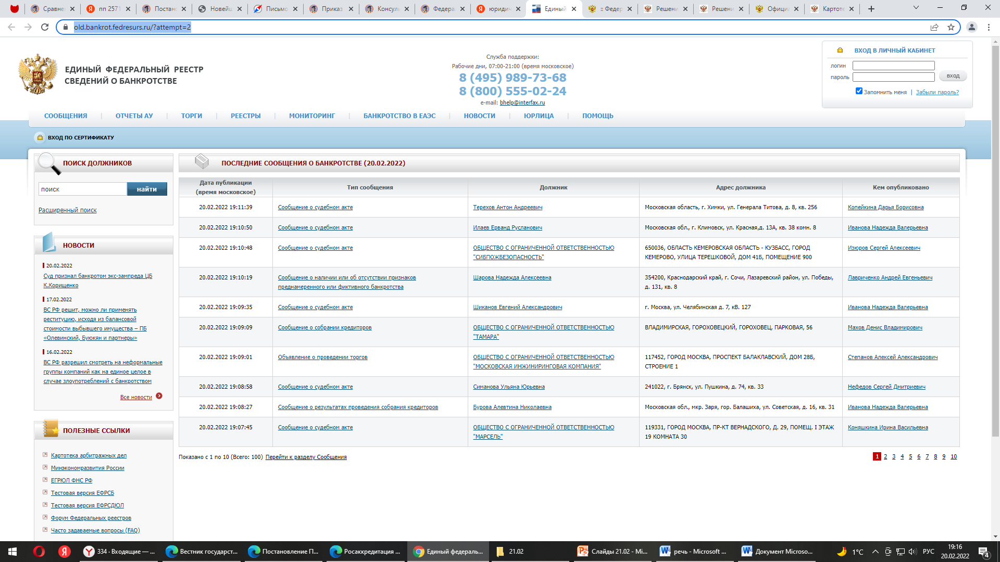 Сравне
пп 2571
Постанс
Новейш
Письмо
Приказ
Консуль
Федера
юридич
Единый
:: Федер
Решени
Решени
Официа
Картоте
old.bankrot.fedresurs.ru/?attempt=2
ЕДИНЫЙ ФЕДЕРАЛЬНЫЙ РЕЕСТР
СВЕДЕНИЙ О БАНКРОТСТВЕ
Служба поддержки:
Рабочие дни, 07:00-21:00 (время московское)
8 (495) 989-73-68
8 (800) 555-02-24
e-mail: bhelp@interfax.ru
ВХОД В ЛИЧНЫЙ КАБИНЕТ
логин
пароль
вход
Запомнить меня | Забыли пароль?
СООБЩЕНИЯ ОТЧЕТЫ АУ ТОРГИ РЕЕСТРЫ МОНИТОРИНГ БАНКРОТСТВО В ЕАЭС НОВОСТИ ЮРЛИЦА ПОМОЩЬ
ВХОД ПО СЕРТИФИКАТУ
ПОИСК ДОЛЖНИКОВ
поиск
найти
Расширенный поиск
НОВОСТИ
20.02.2022
Суд признал банкротом экс-зампреда ЦБ
К.Корищенко
17.02.2022
ВС РФ решит, можно ли применять
реституцию, исходя из балансовой
стоимости выбывшего имущества – ПБ
«Олевинский, Буюкян и партнеры»
16.02.2022
ВС РФ разрешил смотреть на неформальные
группы компаний как на единое целое в
случае злоупотреблений с банкротством
Все новости
ПОЛЕЗНЫЕ ССЫЛКИ
Картотека арбитражных дел
Минэкономразвития России
ЕГРЮЛ ФНС РФ
Тестовая версия ЕФРСБ
Тестовая версия ЕФРСДЮЛ
Форум Федеральных реестров
Часто задаваемые вопросы (FAQ)
ПОСЛЕДНИЕ СООБЩЕНИЯ О БАНКРОТСТВЕ (20.02.2022)
Дата публикации
(время московское)
Тип сообщения
Должник
Адрес должника
Кем опубликовано
20.02.2022 19:11:39 Сообщение о судебном акте Терехов Антон Андреевич Московская область, г. Химки, ул. Генерала Титова, д. 8, кв. 256 Копейкина Дарья Борисовна
20.02.2022 19:10:50 Сообщение о судебном акте Илаев Ерванд Русланович Московская обл., г. Климовск, ул. Красная,д. 13А, кв. 38 комн. 8 Иванова Надежда Валерьевна
20.02.2022 19:10:48 Сообщение о судебном акте ОБЩЕСТВО С ОГРАНИЧЕННОЙ ОТВЕТСТВЕННОСТЬЮ 650036, ОБЛАСТЬ КЕМЕРОВСКАЯ ОБЛАСТЬ - КУЗБАСС, ГОРОД Изюров Сергей Алексеевич
"СИБПОЖБЕЗОПАСНОСТЬ" КЕМЕРОВО, УЛИЦА ТЕРЕШКОВОЙ, ДОМ 41Б, ПОМЕЩЕНИЕ 900
20.02.2022 19:10:19 Сообщение о наличии или об отсутствии признаков Шарова Надежда Алексеевна 354200, Краснодарский край, г. Сочи, Лазаревский район, ул. Победы, Лавриченко Андрей Евгеньевич
преднамеренного или фиктивного банкротства д. 131, кв. 8
20.02.2022 19:09:35 Сообщение о судебном акте Шиканов Евгений Александрович г. Москва, ул. Челябинская д. 7, кВ. 127 Иванова Надежда Валерьевна
20.02.2022 19:09:09 Сообщение о собрании кредиторов ОБЩЕСТВО С ОГРАНИЧЕННОЙ ОТВЕТСТВЕННОСТЬЮ ВЛАДИМИРСКАЯ, ГОРОХОВЕЦКИЙ, ГОРОХОВЕЦ, ПАРКОВАЯ, 56 Махов Денис Владимирович
"ТАМАРА"
20.02.2022 19:09:01 Объявление о проведении торгов ОБЩЕСТВО С ОГРАНИЧЕННОЙ ОТВЕТСТВЕННОСТЬЮ 117452, ГОРОД МОСКВА, ПРОСПЕКТ БАЛАКЛАВСКИЙ, ДОМ 28Б, Степанов Алексей Александрович
"МОСКОВСКАЯ ИНЖИНИРИНГОВАЯ КОМПАНИЯ" СТРОЕНИЕ 1
20.02.2022 19:08:58 Сообщение о судебном акте Симанова Ульяна Юрьевна 241022, г. Брянск, ул. Пушкина, д. 74, кв. 33 Нефедов Сергей Дмитриевич
20.02.2022 19:08:27 Сообщение о результатах проведения собрания кредиторов Бурова Алевтина Николаевна Московская обл., мкр. Заря, гор. Балашиха, ул. Советская, д. 16, кв. 31 Иванова Надежда Валерьевна
20.02.2022 19:07:45 Сообщение о судебном акте ОБЩЕСТВО С ОГРАНИЧЕННОЙ ОТВЕТСТВЕННОСТЬЮ 119331, ГОРОД МОСКВА, ПР-КТ ВЕРНАДСКОГО, Д. 29, ПОМЕЩ. I ЭТАЖ Коняшкина Ирина Васильевна
"МАРСЕЛЬ" 19 КОМНАТА 30
Показано с 1 по 10 (Всего: 100) Перейти к разделу Сообщения
1 2 3 4 5 6 7 8 9 10
334 · Входящие — ...
Вестник государст...
Постановление П...
Росаккредитация ...
Единый федераль...
21.02
Слайды 21.02 - Mi...
речь - Microsoft ...
Документ Microso...
1°C
РУС
19:16
20.02.2022
4